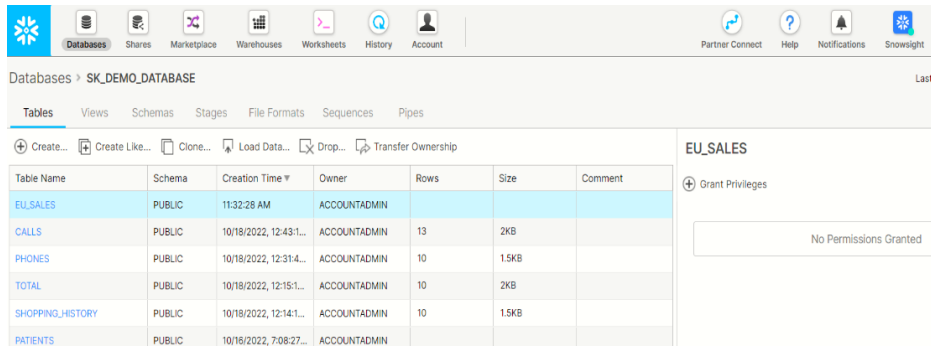 Databases Shares Marketplace Warehouses Worksheets History Account Partner Connect Help Notifications Snowsight
Databases > SK_DEMO_DATABASE Last
Tables Views Schemas Stages File Formats Sequences Pipes
Create... Create Like... Clone... Load Data... Drop... Transfer Ownership
EU_SALES
Table Name Schema Creation Time Owner Rows Size Comment
Grant Privileges
EU_SALES PUBLIC 11:32:28 AM ACCOUNTADMIN
CALLS PUBLIC 10/18/2022, 12:43:1... ACCOUNTADMIN 13 2KB
No Permissions Granted
PHONES PUBLIC 10/18/2022, 12:31:4... ACCOUNTADMIN 10 1.5KB
TOTAL PUBLIC 10/18/2022, 12:15:1... ACCOUNTADMIN 10 2KB
SHOPPING_HISTORY PUBLIC 10/18/2022, 12:14:1... ACCOUNTADMIN 10 1.5KB
PATIENTS PUBLIC 10/16/2022, 7:08:27... ACCOUNTADMIN